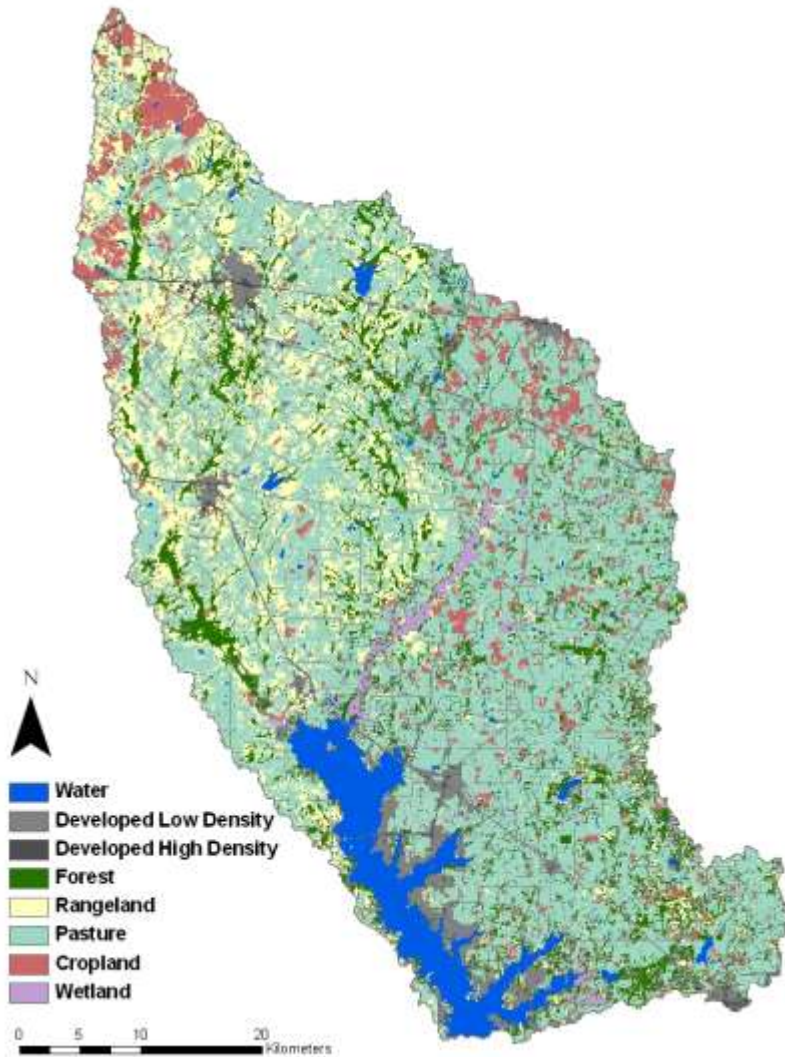 N
Water
Developed Low Density
Developed High Density
Forest
Rangeland
Pasture
Cropland
Wetland
0 5 10 20
Kilometers